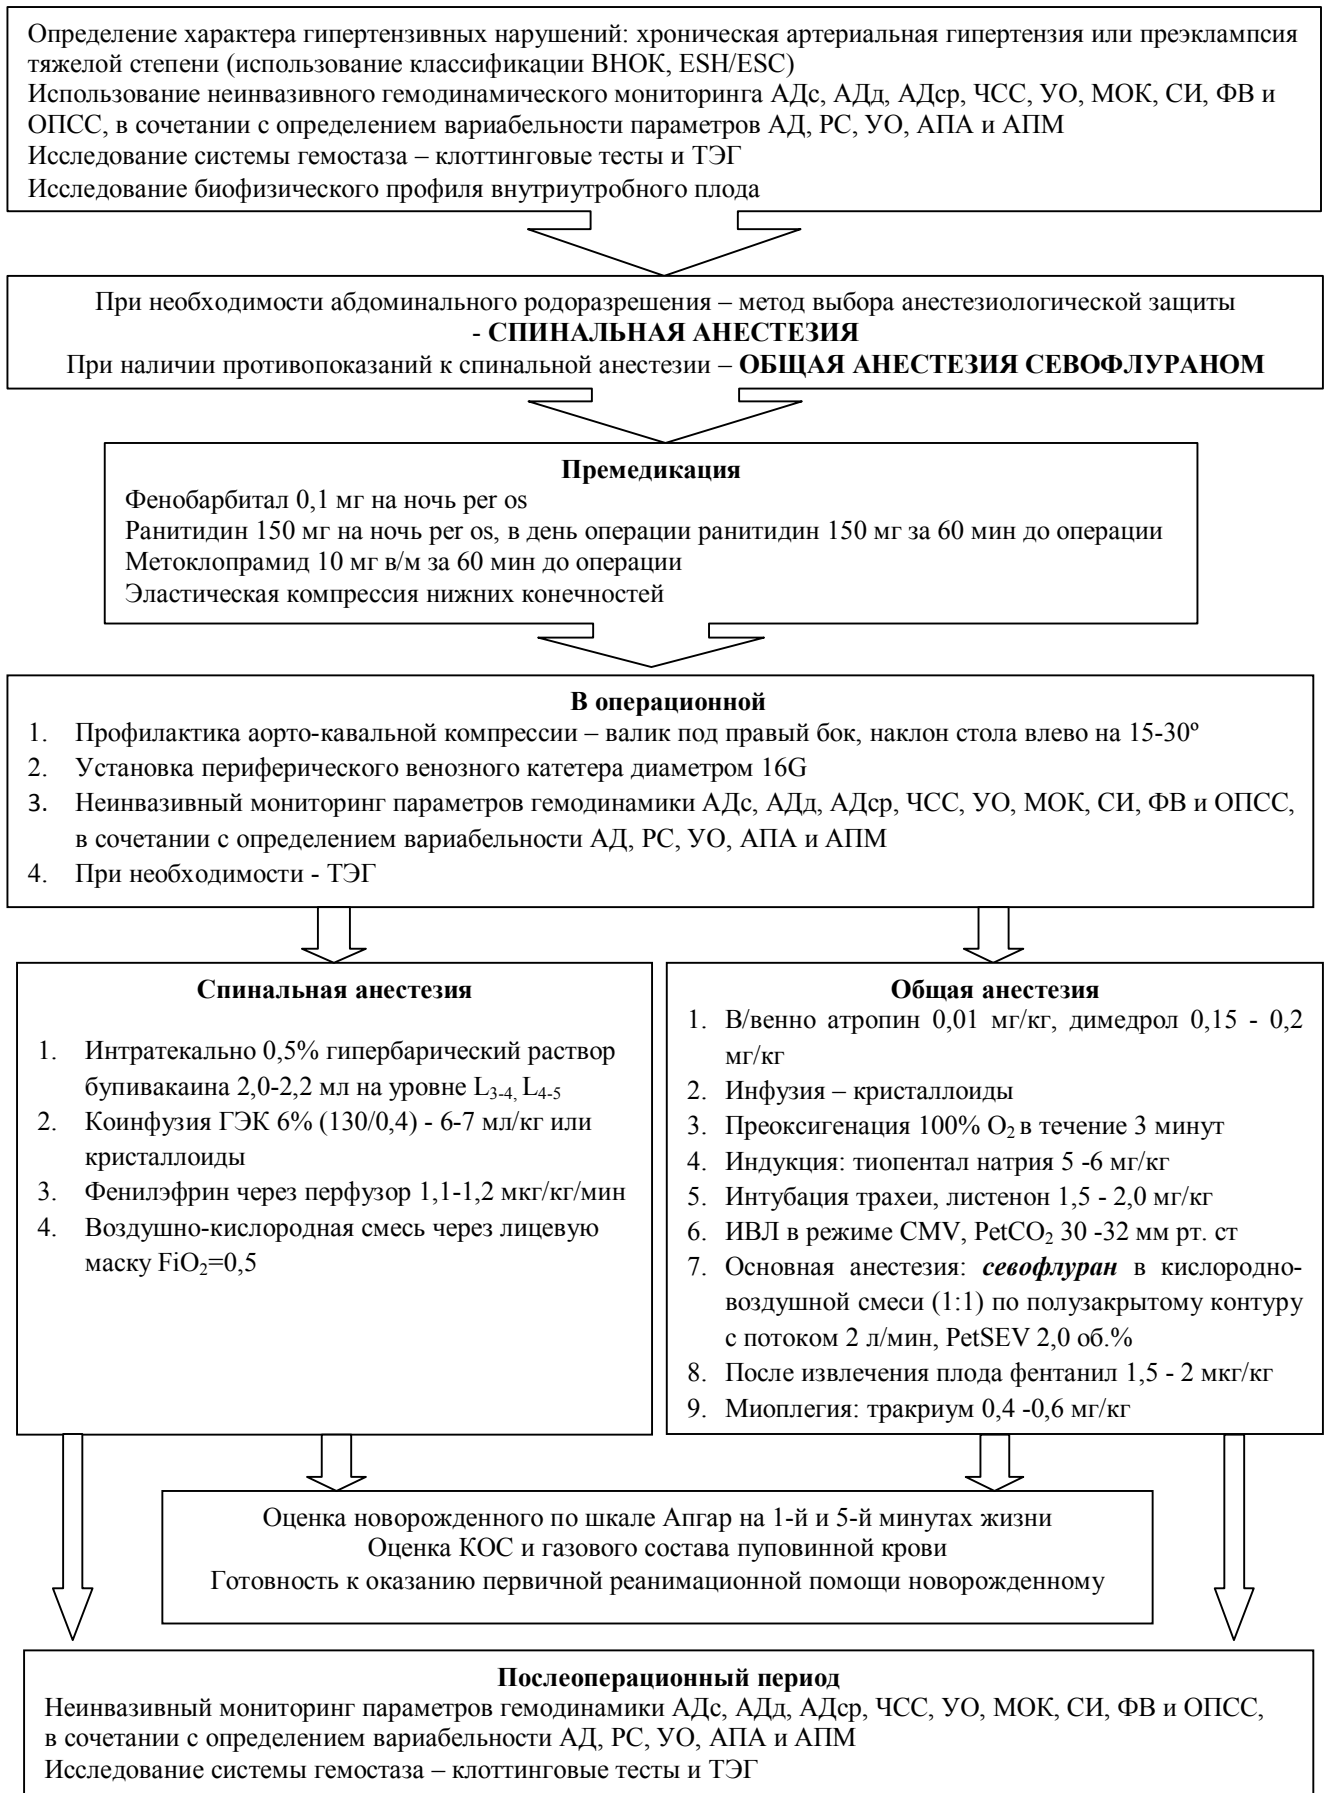 Определение характера гипертензивных нарушений: хроническая артериальная гипертензия или преэклампсия
тяжелой степени (использование классификации ВНОК, ESH/ESC)
Использование неинвазивного гемодинамического мониторинга АДс, АДд, АДср, ЧСС, УО, МОК, СИ, ФВ и
ОПСС, в сочетании с определением вариабельности параметров АД, РС, УО, АПА и АПМ
Исследование системы гемостаза – клоттинговые тесты и ТЭГ
Исследование биофизического профиля внутриутробного плода
При необходимости абдоминального родоразрешения – метод выбора анестезиологической защиты
- СПИНАЛЬНАЯ АНЕСТЕЗИЯ
При наличии противопоказаний к спинальной анестезии – ОБЩАЯ АНЕСТЕЗИЯ СЕВОФЛУРАНОМ
Премедикация
Фенобарбитал 0,1 мг на ночь per os
Ранитидин 150 мг на ночь per os, в день операции ранитидин 150 мг за 60 мин до операции
Метоклопрамид 10 мг в/м за 60 мин до операции
Эластическая компрессия нижних конечностей
В операционной
1. Профилактика аорто-кавальной компрессии – валик под правый бок, наклон стола влево на 15-30º
2. Установка периферического венозного катетера диаметром 16G
3. Неинвазивный мониторинг параметров гемодинамики АДс, АДд, АДср, ЧСС, УО, МОК, СИ, ФВ и ОПСС,
в сочетании с определением вариабельности АД, РС, УО, АПА и АПМ
4. При необходимости - ТЭГ
Спинальная анестезия
1. Интратекально 0,5% гипербарический раствор
бупивакаина 2,0-2,2 мл на уровне L3-4, L4-5
2. Коинфузия ГЭК 6% (130/0,4) - 6-7 мл/кг или
кристаллоиды
3. Фенилэфрин через перфузор 1,1-1,2 мкг/кг/мин
4. Воздушно-кислородная смесь через лицевую
маску FiO2=0,5
Общая анестезия
1. В/венно атропин 0,01 мг/кг, димедрол 0,15 - 0,2
мг/кг
2. Инфузия – кристаллоиды
3. Преоксигенация 100% O2 в течение 3 минут
4. Индукция: тиопентал натрия 5 -6 мг/кг
5. Интубация трахеи, листенон 1,5 - 2,0 мг/кг
6. ИВЛ в режиме CMV, PetCO2 30 -32 мм рт. ст
7. Основная анестезия: севофлуран в кислородно-
воздушной смеси (1:1) по полузакрытому контуру
с потоком 2 л/мин, PetSEV 2,0 об.%
8. После извлечения плода фентанил 1,5 - 2 мкг/кг
9. Миоплегия: тракриум 0,4 -0,6 мг/кг
Оценка новорожденного по шкале Апгар на 1-й и 5-й минутах жизни
Оценка КОС и газового состава пуповинной крови
Готовность к оказанию первичной реанимационной помощи новорожденному
Послеоперационный период
Неинвазивный мониторинг параметров гемодинамики АДс, АДд, АДср, ЧСС, УО, МОК, СИ, ФВ и ОПСС,
в сочетании с определением вариабельности АД, РС, УО, АПА и АПМ
Исследование системы гемостаза – клоттинговые тесты и ТЭГ